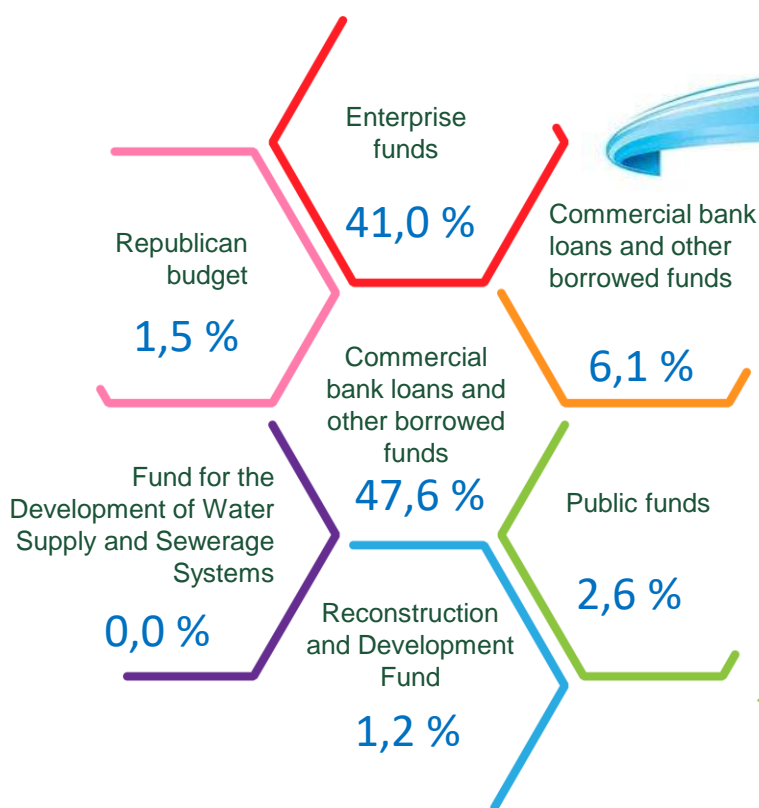 Enterprise
funds
41,0 %
Republican
budget
1,5 %
Commercial bank
loans and other
borrowed funds
6,1 %
Commercial
bank loans and
other borrowed
funds
47,6 %
Fund for the
Development of Water
Supply and Sewerage
Systems
0,0 %
Public funds
2,6 %
Reconstruction
and Development
Fund
1,2 %